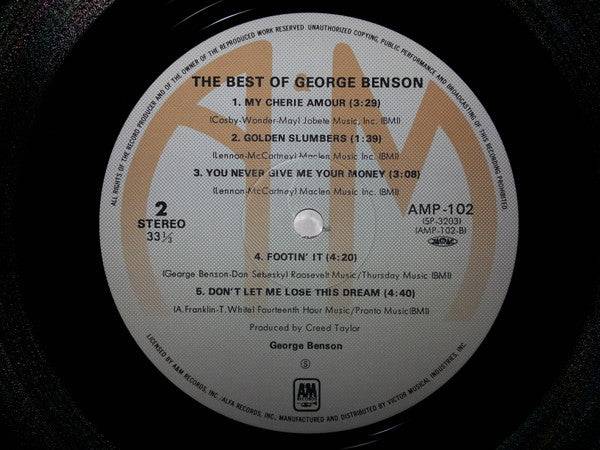 ALL RIGHTS OF THE RECORD PRODUCER AND OF THE OWNER OF THE REPRODUCED WORK RESERVED. UNAUTHORIZED COPYING, PUBLIC PERFORMANCE AND BROADCASTING OF THIS RECORDING PROHIBITED
THE BEST OF GEORGE BENSON
1. MY CHERIE AMOUR (3:29)
(Cosby-Wonder-May) Jobete Music, Inc. (BMI)
2. GOLDEN SLUMBERS (1:39)
(Lennon-McCartney) Maclen Music Inc. (BMI)
3. YOU NEVER GIVE ME YOUR MONEY (3:08)
(Lennon-McCartney) Maclen Music Inc. (BMI)
2
STEREO
33 1/3
AMP-102
(SP-3203)
(AMP-102-B)
4. FOOTIN' IT (4:20)
(George Benson-Don Sebesky) Roosevelt Music/Thursday Music (BMI)
5. DON'T LET ME LOSE THIS DREAM (4:40)
(A. Franklin-T. White) Fourteenth Hour Music/Pronto Music (BMI)
Produced by Creed Taylor
George Benson
S
A&M
RECORDS
LICENSED BY A&M RECORDS, INC./ALFA RECORDS, INC., MANUFACTURED AND DISTRIBUTED BY VICTOR MUSICAL INDUSTRIES, INC.